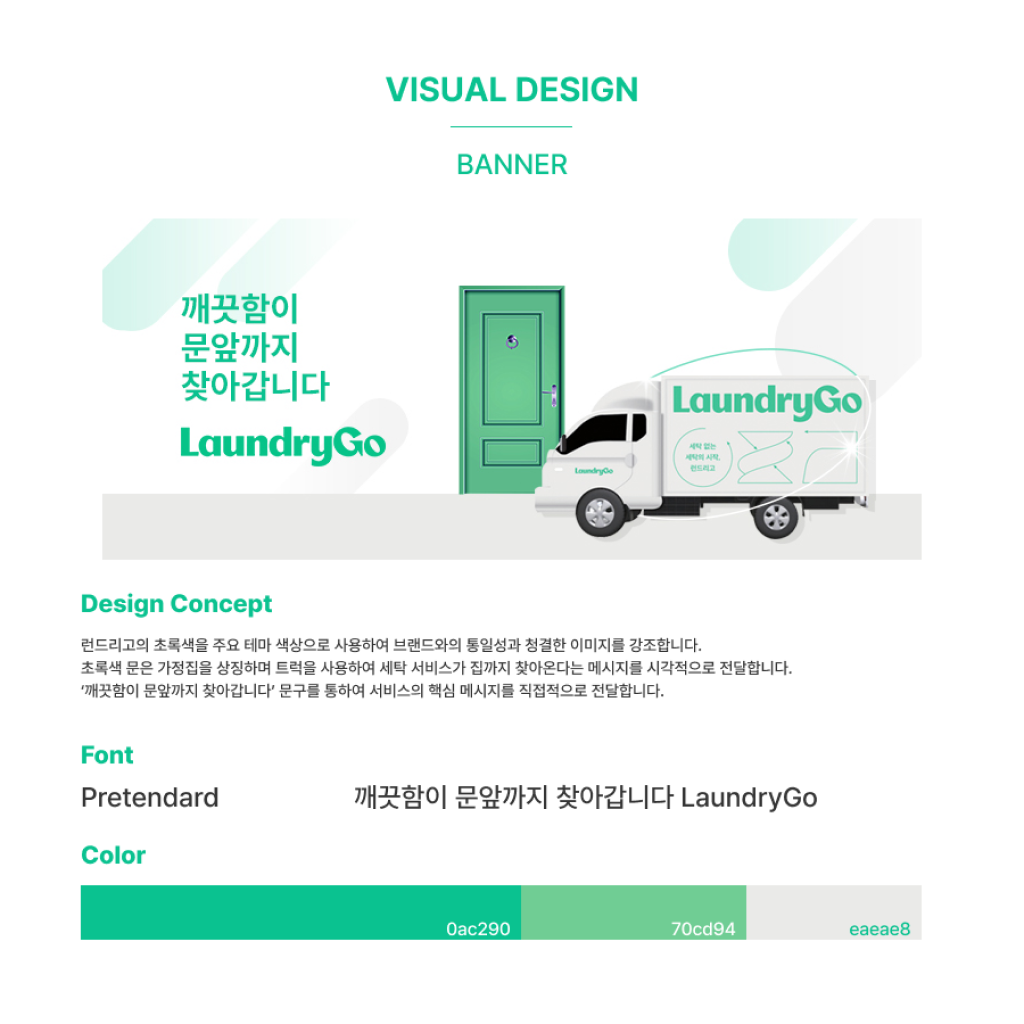 VISUAL DESIGN
BANNER
깨끗함이
문앞까지
찾아갑니다
LaundryGo
LaundryGo
세탁 없는
세탁의 시작,
런드리고
LaundryGo
Design Concept
런드리고의 초록색을 주요 테마 색상으로 사용하여 브랜드와의 통일성과 청결한 이미지를 강조합니다.
초록색 문은 가정집을 상징하며 트럭을 사용하여 세탁 서비스가 집까지 찾아온다는 메시지를 시각적으로 전달합니다.
‘깨끗함이 문앞까지 찾아갑니다’ 문구를 통하여 서비스의 핵심 메시지를 직접적으로 전달합니다.
Font
Pretendard 깨끗함이 문앞까지 찾아갑니다 LaundryGo
Color
0ac290 70cd94 eaeae8